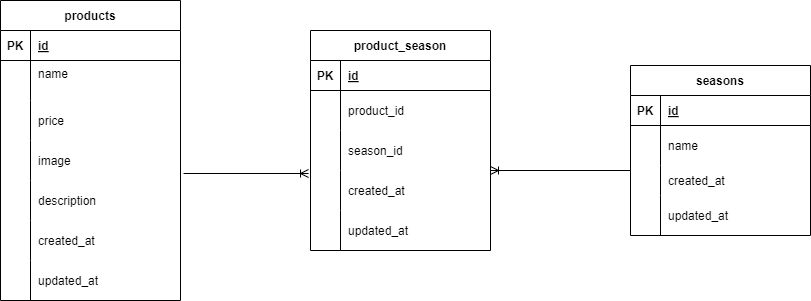 products
PK id
name
price
image
description
created_at
updated_at
product_season
PK id
product_id
season_id
created_at
updated_at
seasons
PK id
name
created_at
updated_at